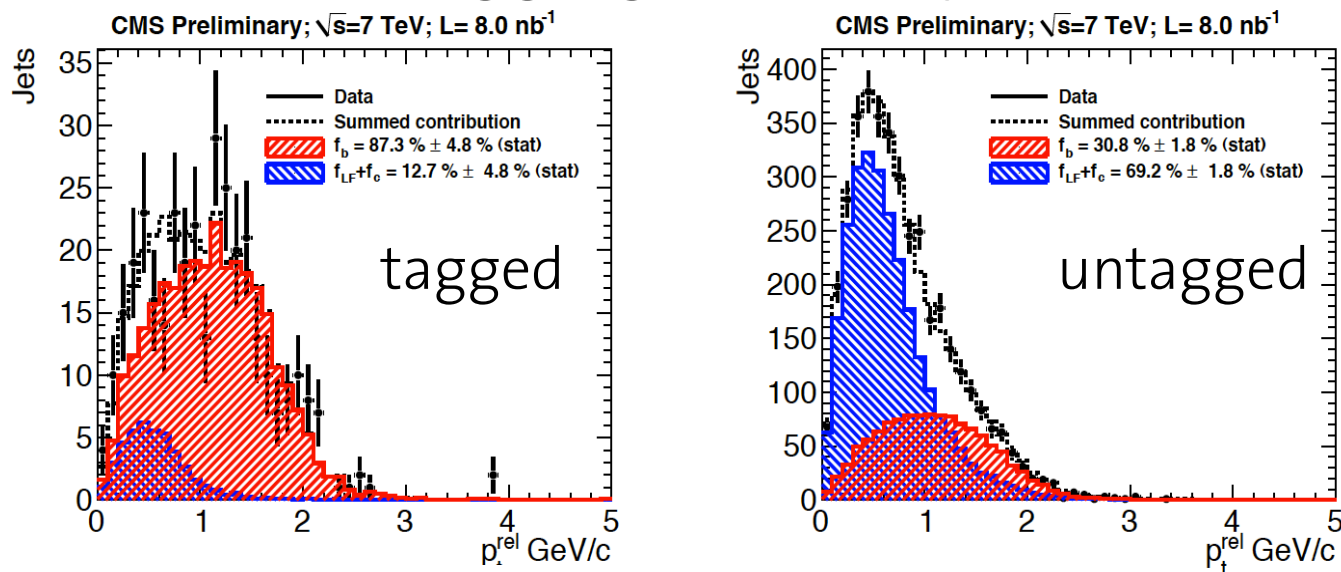 CMS Preliminary; √s=7 TeV; L= 8.0 nb-1
Jets
35
30
25
20
15
10
5
0
Data
Summed contribution
f_b = 87.3 % ± 4.8 % (stat)
f_LF+f_c = 12.7 % ± 4.8 % (stat)
tagged
0 1 2 3 4 5
p_t^rel GeV/c
CMS Preliminary; √s=7 TeV; L= 8.0 nb-1
Jets
400
350
300
250
200
150
100
50
0
Data
Summed contribution
f_b = 30.8 % ± 1.8 % (stat)
f_LF+f_c = 69.2 % ± 1.8 % (stat)
untagged
0 1 2 3 4 5
p_t^rel GeV/c